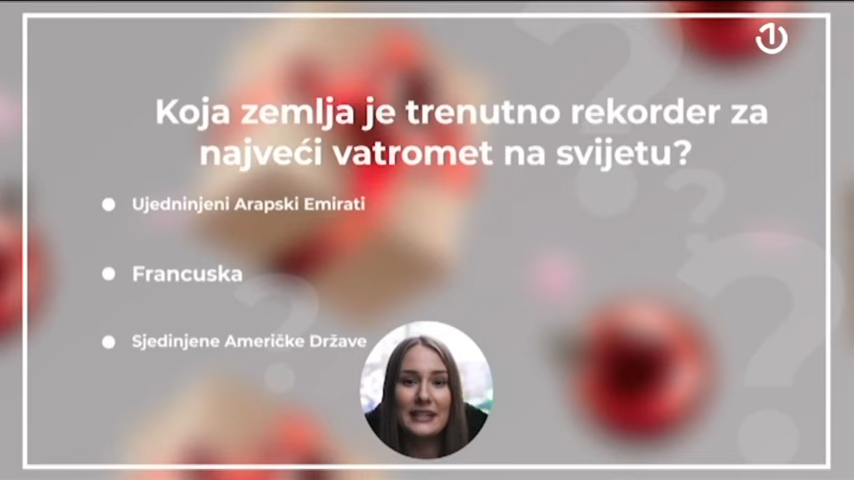 Koja zemlja je trenutno rekorder za
najveći vatromet na svijetu?
Ujedninjeni Arapski Emirati
Francuska
Sjedinjene Američke Države